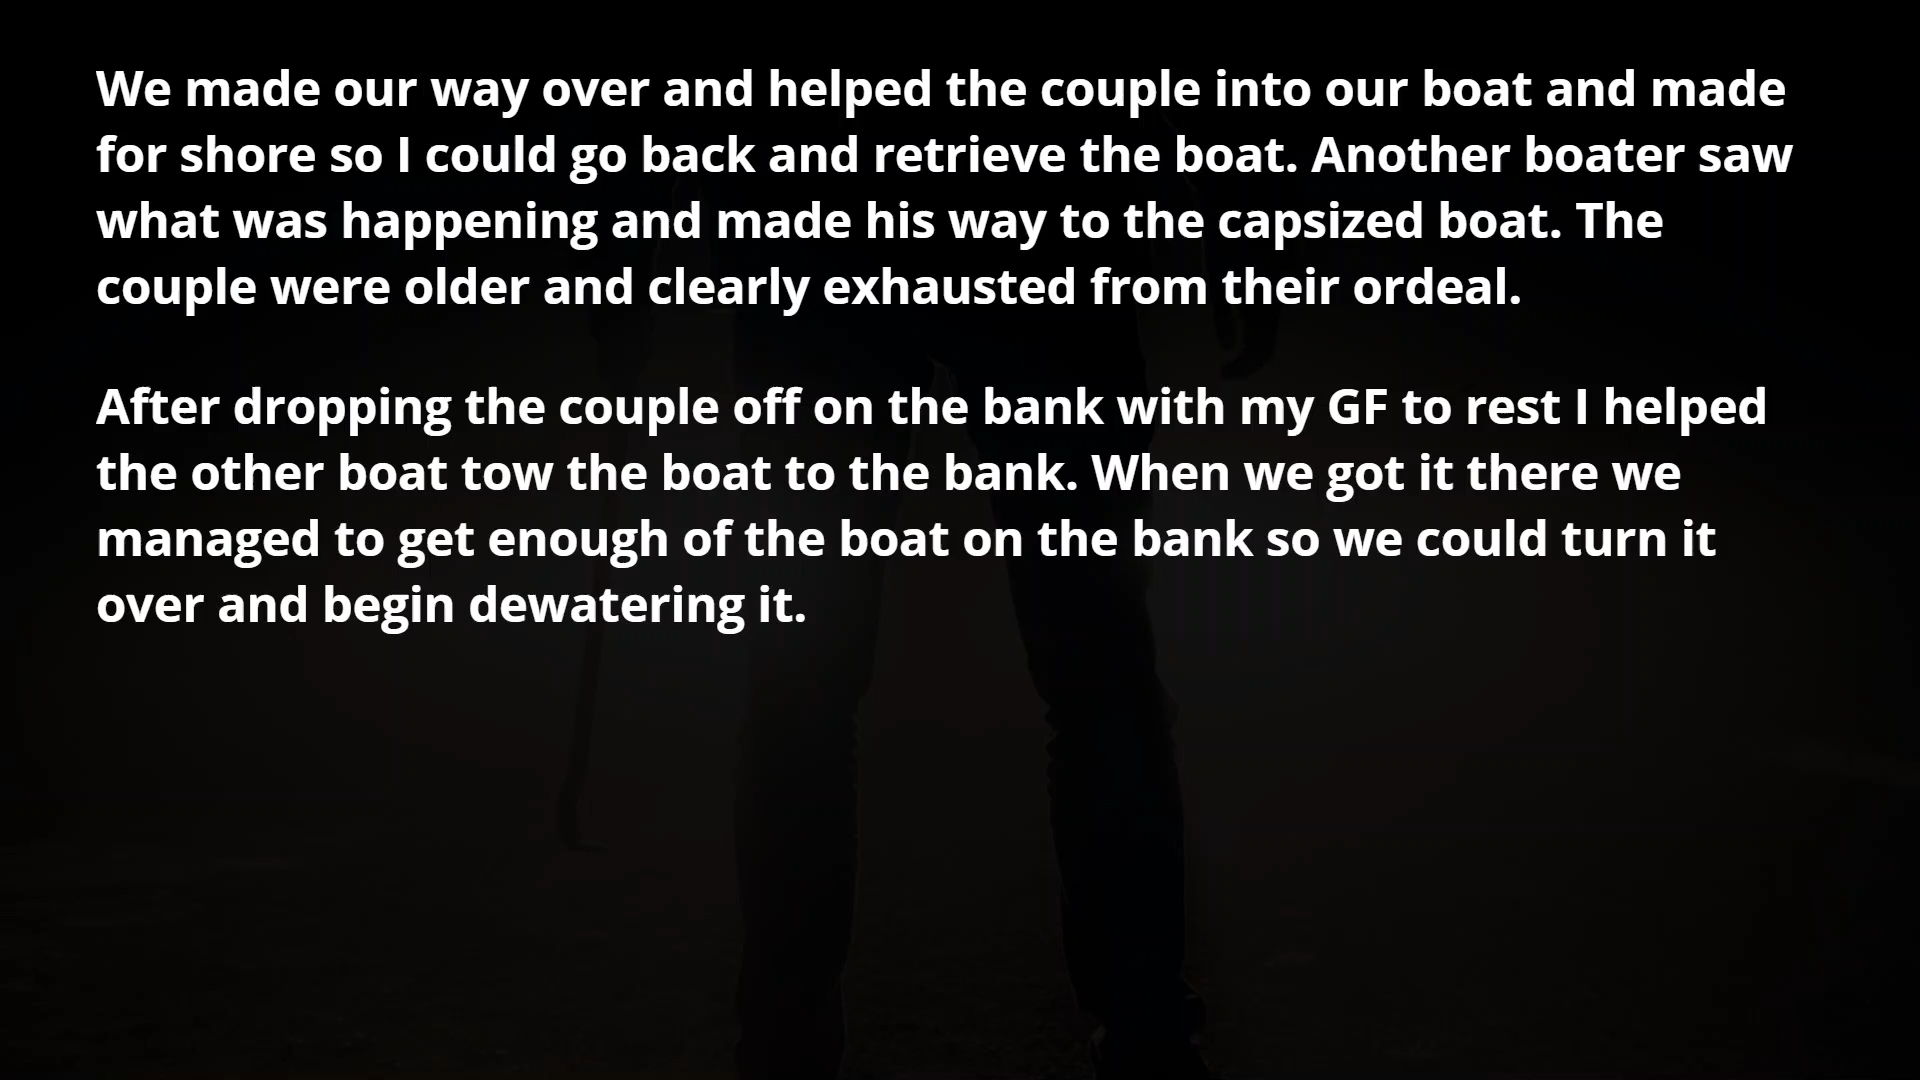 We made our way over and helped the couple into our boat and made
for shore so I could go back and retrieve the boat. Another boater saw
what was happening and made his way to the capsized boat. The
couple were older and clearly exhausted from their ordeal.
After dropping the couple off on the bank with my GF to rest I helped
the other boat tow the boat to the bank. When we got it there we
managed to get enough of the boat on the bank so we could turn it
over and begin dewatering it.